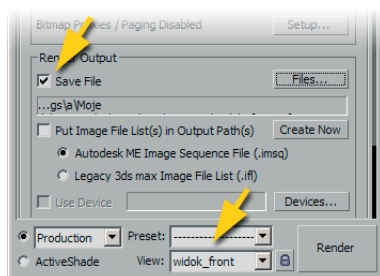 Bitmap Proxies / Paging Disabled Setup...
Render Output
Save File Files...
...gs\a\Moje
Put Image File List(s) in Output Path(s) Create Now
Autodesk ME Image Sequence File (.imsq)
Legacy 3ds max Image File List (.ifl)
Use Device Devices...
Production Preset: --------------------
ActiveShade View: widok_front Render